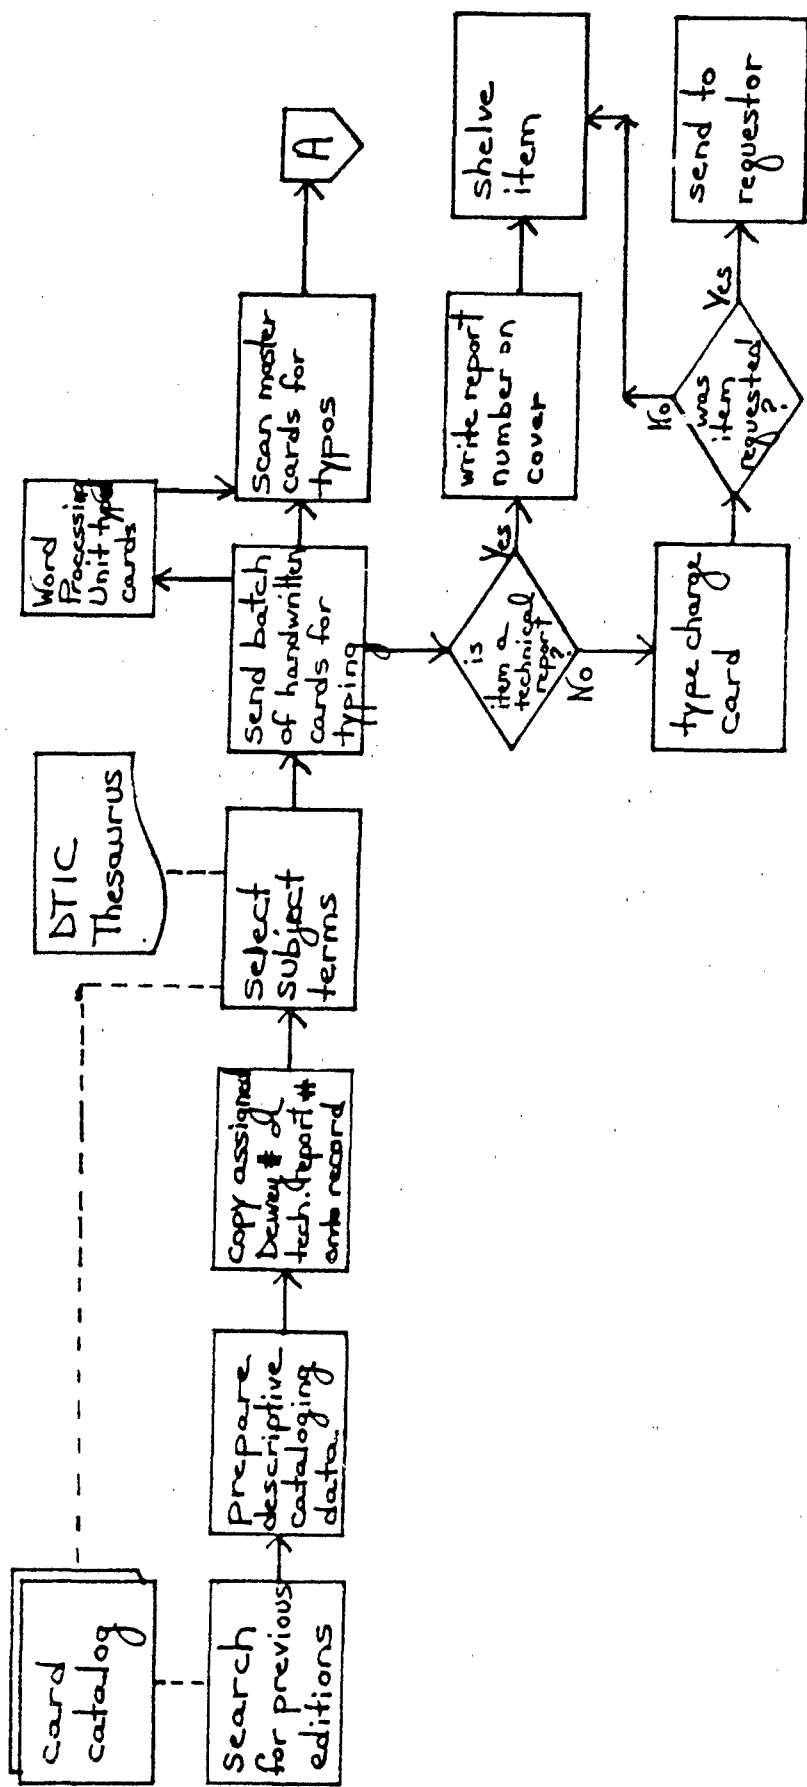 Card
catalog
Search
for previous
editions
Prepare
descriptive
cataloging
data
Copy assigned
Dewey # &
tech. report #
onto record
Select
subject
terms
DTIC
Thesaurus
Send batch
of handwritten
cards for
typing
Word
Processing
Unit types
cards
Scan master
cards for
typos
A
is
item a
technical
report?
Yes
No
write report
number on
cover
shelve
item
type charge
card
was
item
requested
?
No
Yes
send to
requestor